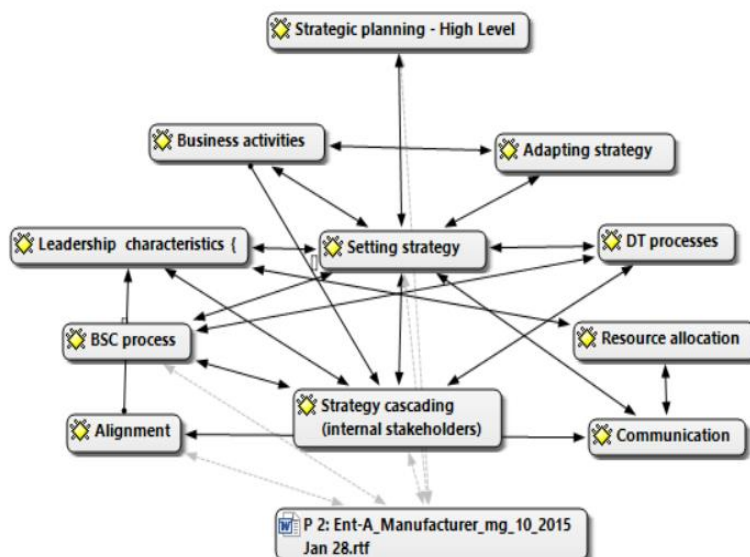 Strategic planning - High Level
Business activities
Adapting strategy
Leadership characteristics {
Setting strategy
DT processes
BSC process
Resource allocation
Strategy cascading
(internal stakeholders)
Alignment
Communication
P 2: Ent-A_Manufacturer_mg_10_2015
Jan 28.rtf